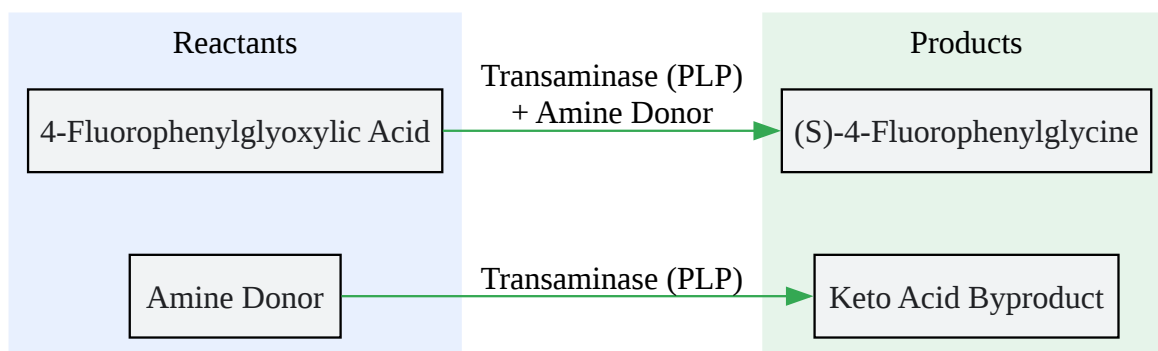 Reactants
Products
Transaminase (PLP)
+ Amine Donor
4-Fluorophenylglyoxylic Acid
(S)-4-Fluorophenylglycine
Amine Donor
Transaminase (PLP)
Keto Acid Byproduct